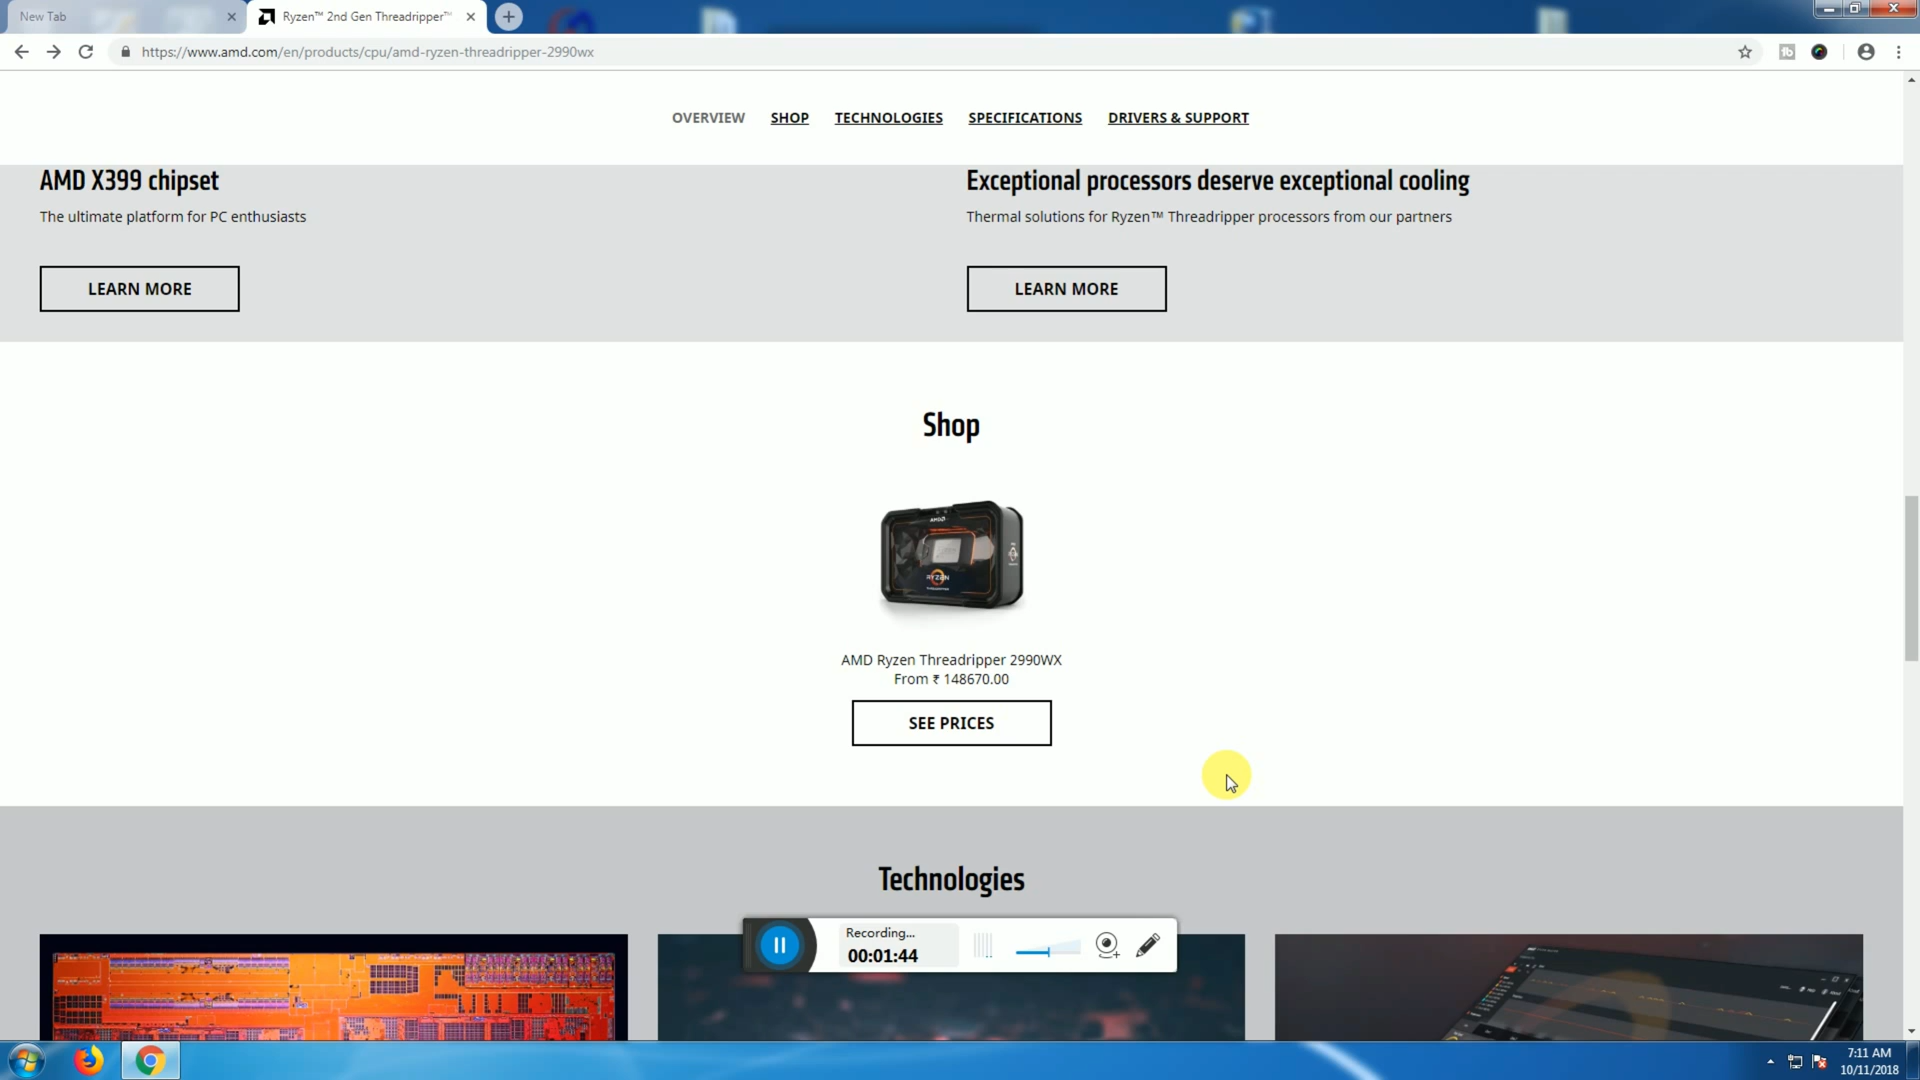 New Tab
Ryzen™ 2nd Gen Threadripper™
https://www.amd.com/en/products/cpu/amd-ryzen-threadripper-2990wx
OVERVIEW SHOP TECHNOLOGIES SPECIFICATIONS DRIVERS & SUPPORT
AMD X399 chipset
The ultimate platform for PC enthusiasts
LEARN MORE
Exceptional processors deserve exceptional cooling
Thermal solutions for Ryzen™ Threadripper processors from our partners
LEARN MORE
Shop
AMD
RYZEN
AMD Ryzen Threadripper 2990WX
From ₹ 148670.00
SEE PRICES
Technologies
Recording...
00:01:44
7:11 AM
10/11/2018